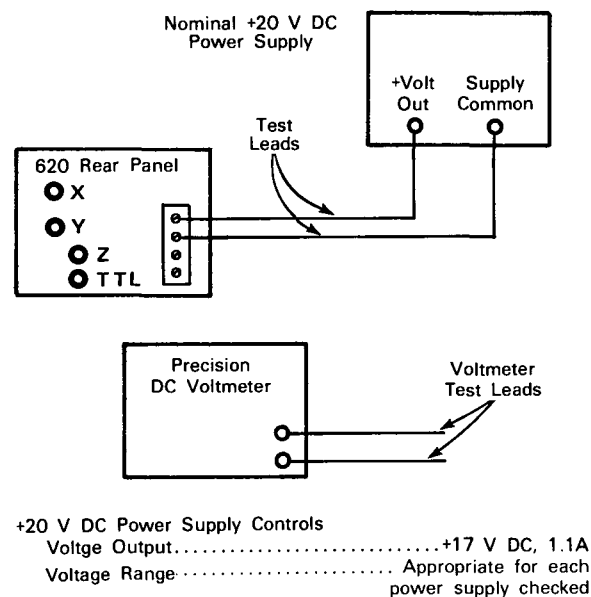 Nominal +20 V DC
Power Supply
+Volt
Out
Supply
Common
Test
Leads
620 Rear Panel
X
Y
Z
TTL
Precision
DC Voltmeter
Voltmeter
Test Leads
+20 V DC Power Supply Controls
Voltge Output..............................+17 V DC, 1.1A
Voltage Range........................ Appropriate for each
power supply checked